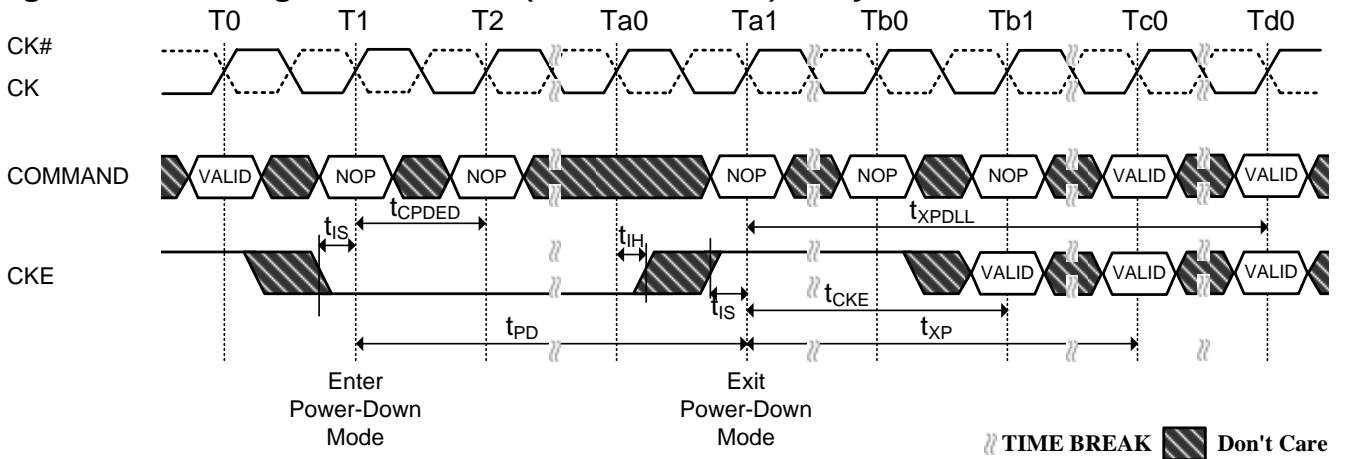 T0 T1 T2 Ta0 Ta1 Tb0 Tb1 Tc0 Td0
CK#
CK
COMMAND VALID NOP NOP NOP NOP NOP VALID VALID
tCPDED tXPDLL
tIS tIH
CKE VALID VALID VALID
tIS tCKE
tPD tXP
Enter
Power-Down
Mode
Exit
Power-Down
Mode
TIME BREAK Don't Care